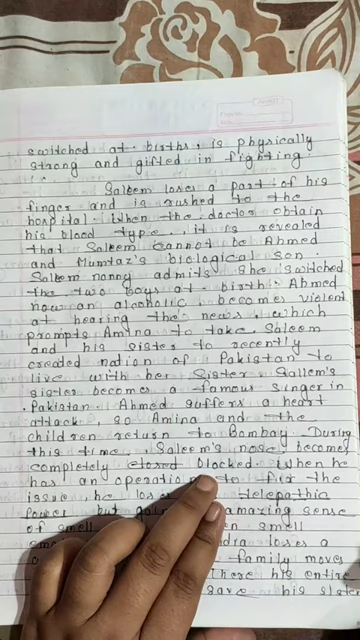 switched at births, is physically
strong and gifted in fighting.
Saleem loses a part of his
finger and is rushed to the
hospital. When the doctor obtain
his blood type, it is revealed
that Saleem cannot be Ahmed
and Mumtaz's biological son.
Saleem nanny admits she switched
the two boys at birth. Ahmed
now an alcoholic, becomes violent
at hearing the news, which
prompts Amina to take Saleem
and his sister to recently
created nation of Pakistan to
live with her Sister. Saleem's
sister becomes a famous singer in
Pakistan. Ahmed suffers a heart
attack, so Amina and the
children return to Bombay. During
this time, Saleem's nose becomes
completely closed blocked. When he
has an operation to fix the
issue, he telepathic
power but amazing sense
of smell smell
loses a
family moves
There his entire
save his sister